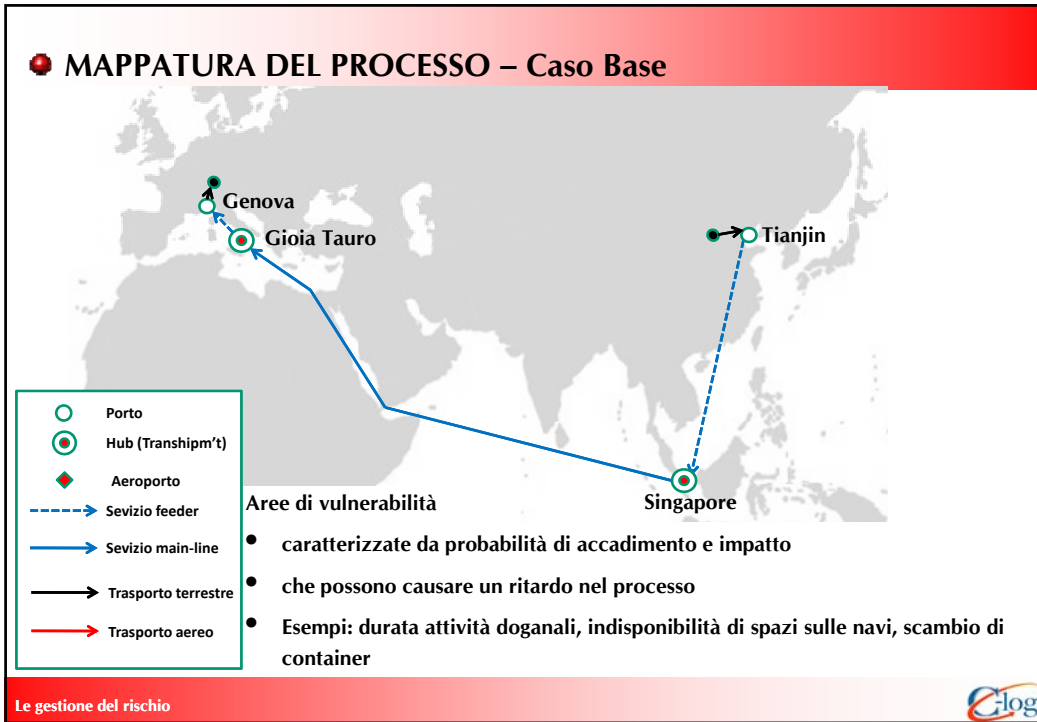 MAPPATURA DEL PROCESSO – Caso Base
Genova
Gioia Tauro
Tianjin
Singapore
Porto
Hub (Transhipm't)
Aeroporto
Sevizio feeder
Sevizio main-line
Trasporto terrestre
Trasporto aereo
Aree di vulnerabilità
• caratterizzate da probabilità di accadimento e impatto
• che possono causare un ritardo nel processo
• Esempi: durata attività doganali, indisponibilità di spazi sulle navi, scambio di
container
Le gestione del rischio
C-log